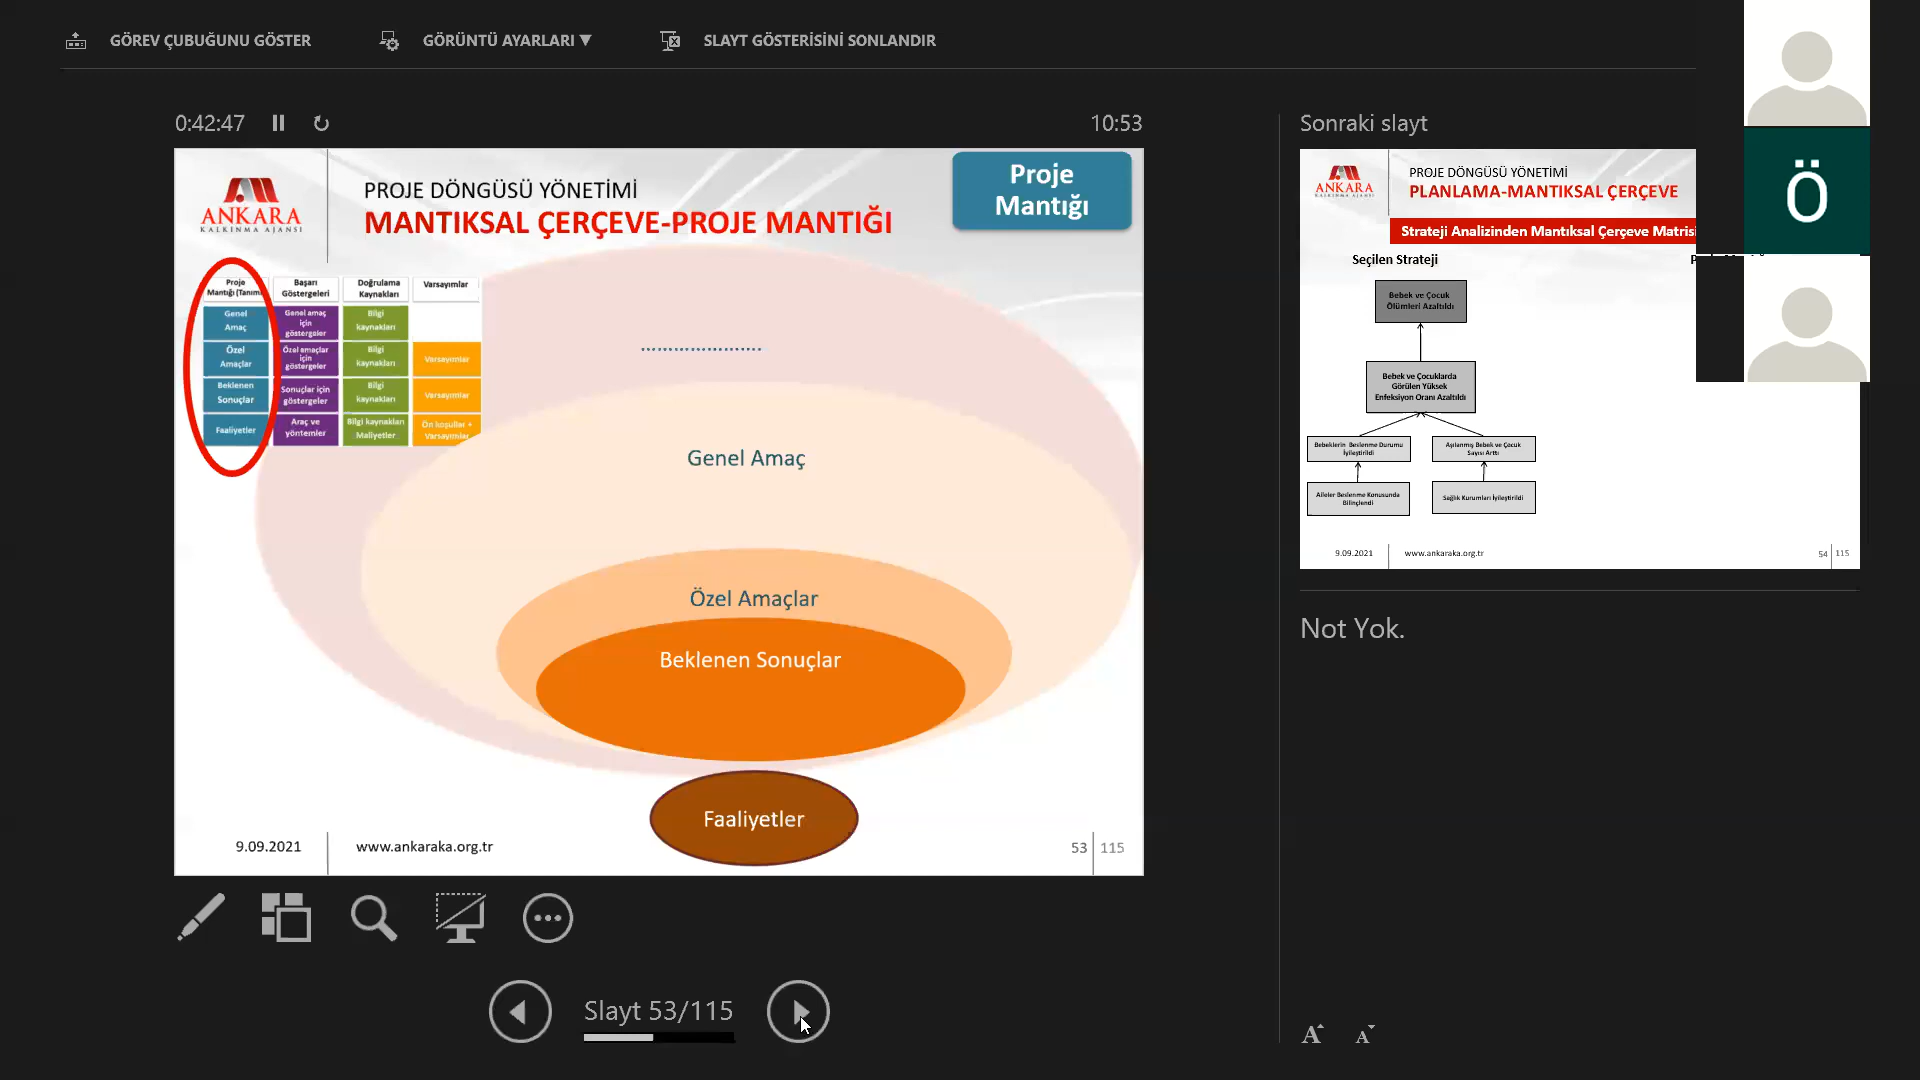 GÖREV ÇUBUĞUNU GÖSTER
GÖRÜNTÜ AYARLARI ▼
SLAYT GÖSTERİSİNİ SONLANDIR
0:42:47
10:53
ANKARA
KALKINMA AJANSI
PROJE DÖNGÜSÜ YÖNETİMİ
MANTIKSAL ÇERÇEVE-PROJE MANTIĞI
Proje
Mantığı
Proje
Mantığı (Tanım
Başarı
Göstergeleri
Doğrulama
Kaynakları
Varsayımlar
Genel
Amaç
Genel amaç
için
göstergeler
Bilgi
kaynakları
Özel
Amaçlar
Özel amaçlar
için
göstergeler
Bilgi
kaynakları
Varsayımlar
Beklenen
Sonuçlar
Sonuçlar için
göstergeler
Bilgi
kaynakları
Varsayımlar
Faaliyetler
Araç ve
yöntemler
Bilgi kaynakları
Maliyetler
Ön koşullar +
Varsayımlar
Genel Amaç
Özel Amaçlar
Beklenen Sonuçlar
Faaliyetler
9.09.2021
www.ankaraka.org.tr
53
115
Slayt 53/115
Sonraki slayt
ANKARA
KALKINMA AJANSI
PROJE DÖNGÜSÜ YÖNETİMİ
PLANLAMA-MANTIKSAL ÇERÇEVE
Strateji Analizinden Mantıksal Çerçeve Matrisi
Seçilen Strateji
Bebek ve Çocuk
Ölümleri Azaltıldı
Bebek ve Çocuklarda
Görülen Yüksek
Enfeksiyon Oranı Azaltıldı
Bebeklerin Beslenme Durumu
İyileştirildi
Aşılanmış Bebek ve Çocuk
Sayısı Arttı
Aileler Beslenme Konusunda
Bilinçlendi
Sağlık Kurumları İyileştirildi
9.09.2021
www.ankaraka.org.tr
54
115
Ö
Not Yok.
A
A